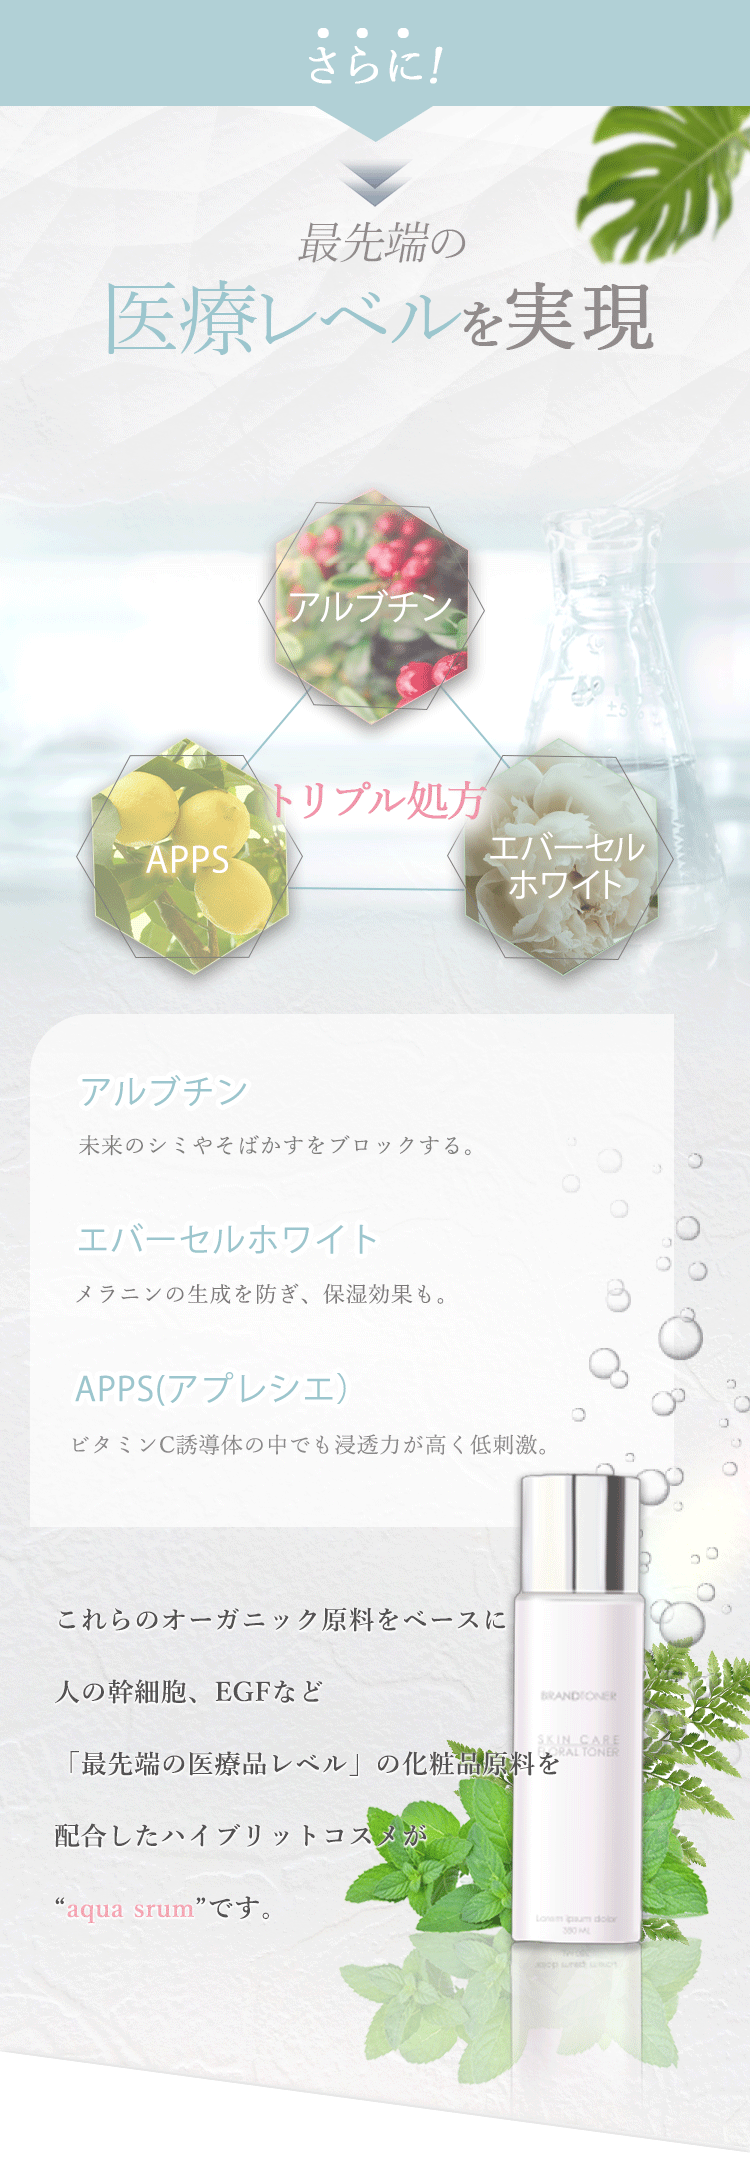 さらに!
最先端の
医療レベルを実現
アルブチン
トリプル処方
APPS
エバーセル
ホワイト
アルブチン
未来のシミやそばかすをブロックする。
エバーセルホワイト
メラニンの生成を防ぎ、保湿効果も。
APPS(アプレシエ）
ビタミンC誘導体の中でも浸透力が高く低刺激。
これらのオーガニック原料をベースに
人の幹細胞、EGFなど
「最先端の医療品レベル」の化粧品原料を
配合したハイブリットコスメが
“aqua srum”です。
BRANDTONER
SKIN CARE
FLORAL TONER
Lorem ipsum dolor